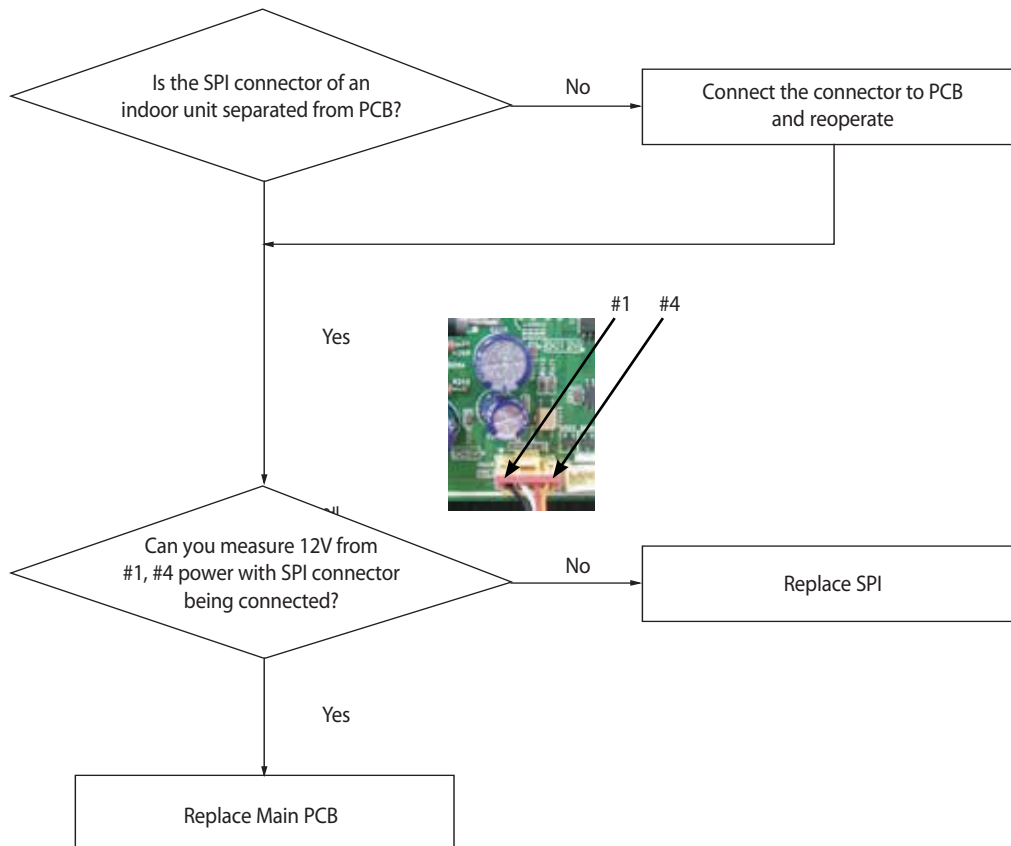 Is the SPI connector of an
indoor unit separated from PCB?
No
Connect the connector to PCB
and reoperate
#1
#4
Yes
Can you measure 12V from
#1, #4 power with SPI connector
being connected?
No
Replace SPI
Yes
Replace Main PCB